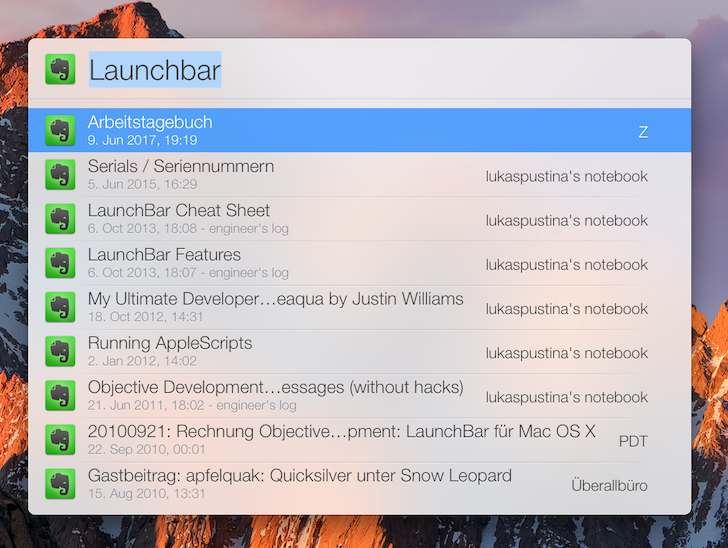 Launchbar
Arbeitstagebuch
9. Jun 2017, 19:19
Z
Serials / Seriennummern
5. Jun 2015, 16:29
lukaspustina's notebook
LaunchBar Cheat Sheet
6. Oct 2013, 18:08 - engineer's log
lukaspustina's notebook
LaunchBar Features
6. Oct 2013, 18:07 - engineer's log
lukaspustina's notebook
My Ultimate Developer…eaqua by Justin Williams
18. Oct 2012, 14:31
lukaspustina's notebook
Running AppleScripts
2. Jan 2012, 14:02
lukaspustina's notebook
Objective Development…essages (without hacks)
21. Jun 2011, 18:02 - engineer's log
lukaspustina's notebook
20100921: Rechnung Objective…pment: LaunchBar für Mac OS X
22. Sep 2010, 00:01
PDT
Gastbeitrag: apfelquak: Quicksilver unter Snow Leopard
15. Aug 2010, 13:31
Überallbüro